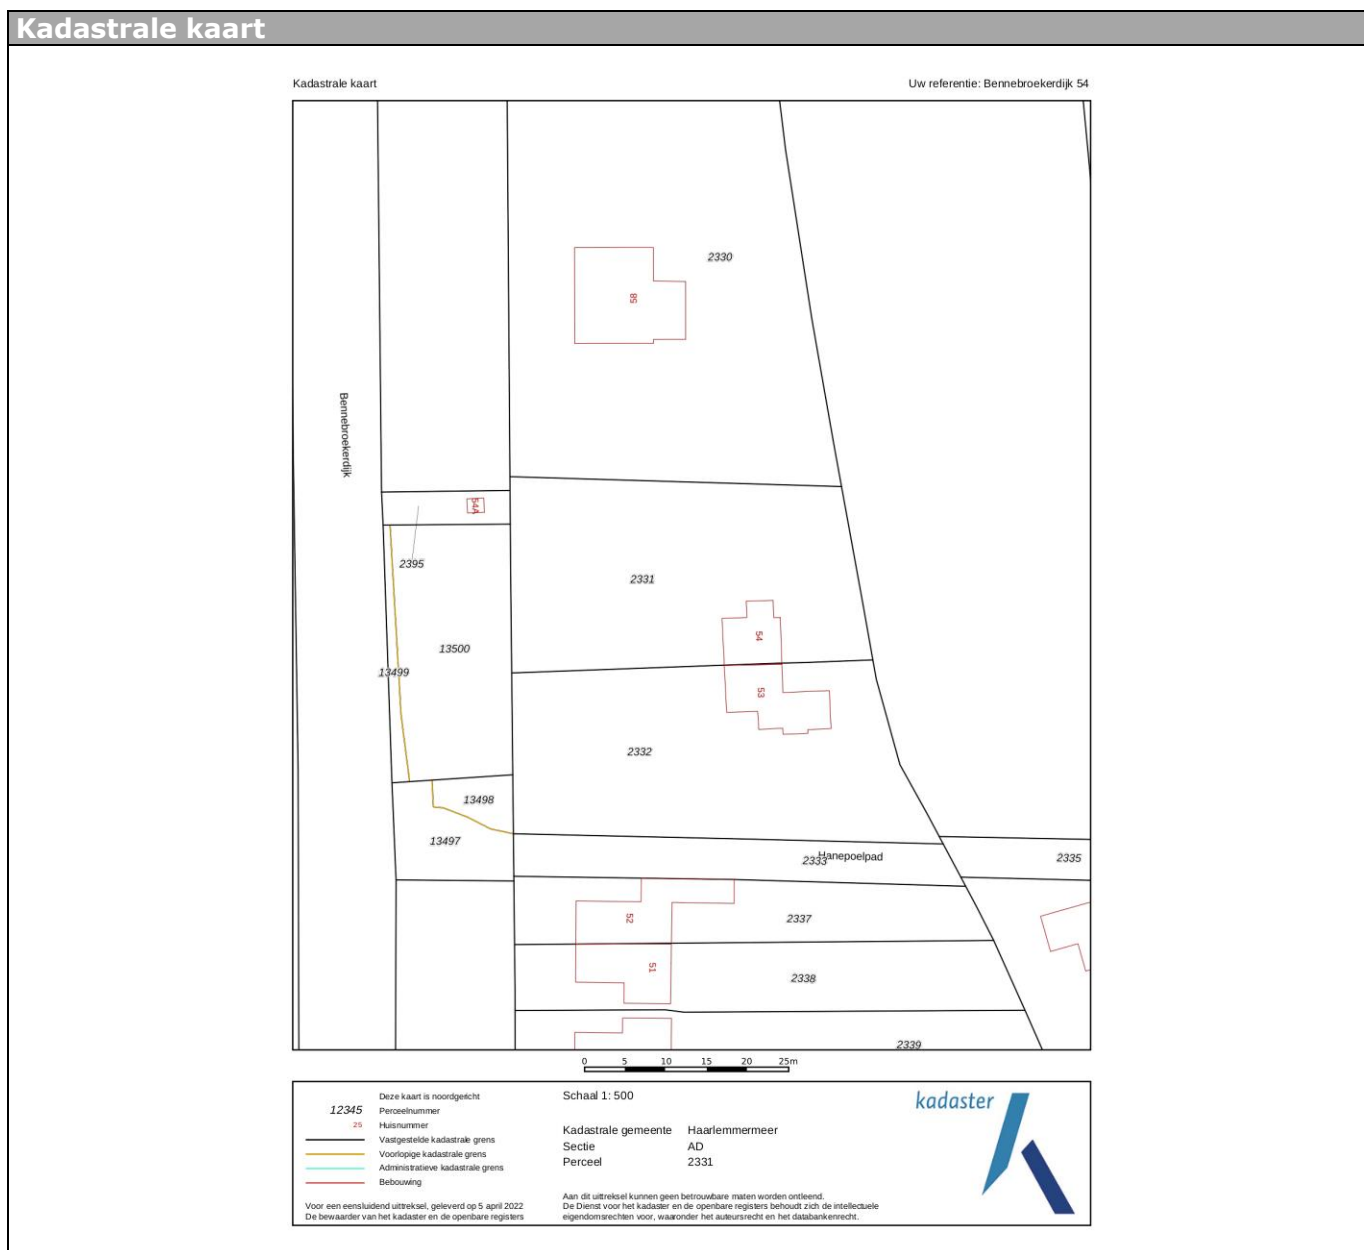 Kadastrale kaart
Kadastrale kaart
Uw referentie: Bennebroekerdijk 54
2330
58
Bennebroekerdijk
54A
2395
2331
54
13500
13499
53
2332
13498
13497
Hanepoelpad
2333
2335
52
2337
51
2338
2339
0 5 10 15 20 25m
Deze kaart is noordgericht
12345 Perceelnummer
25 Huisnummer
Vastgestelde kadastrale grens
Voorlopige kadastrale grens
Administratieve kadastrale grens
Bebouwing
Voor een eensluidend uittreksel, geleverd op 5 april 2022
De bewaarder van het kadaster en de openbare registers
Schaal 1: 500
Kadastrale gemeente Haarlemmermeer
Sectie AD
Perceel 2331
Aan dit uittreksel kunnen geen betrouwbare maten worden ontleend.
De Dienst voor het kadaster en de openbare registers behoudt zich de intellectuele
eigendomsrechten voor, waaronder het auteursrecht en het databankenrecht.
kadaster